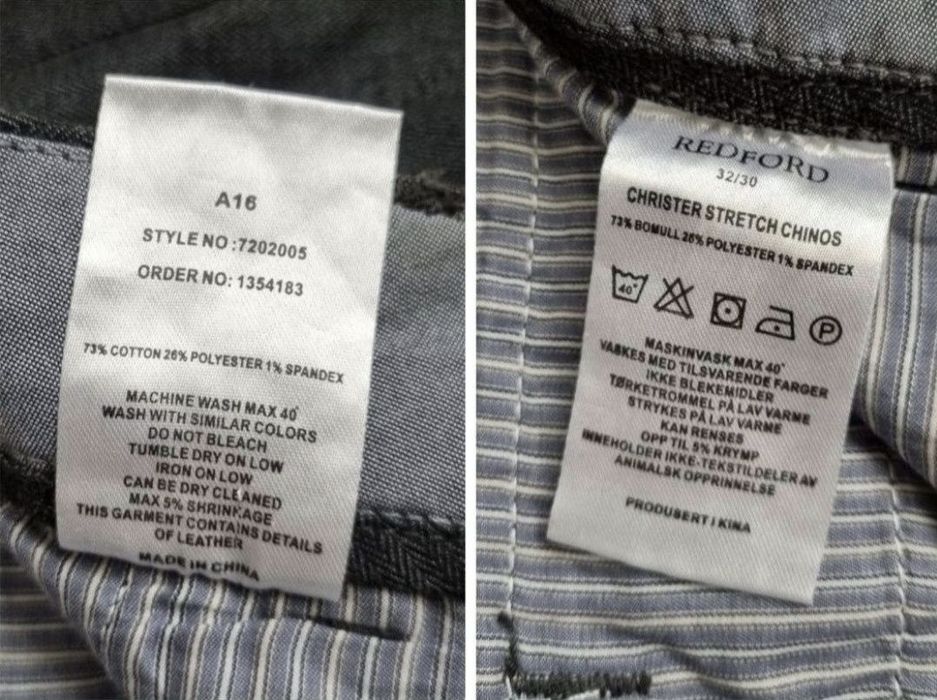 A16
STYLE NO :7202005
ORDER NO: 1354183
73% COTTON 26% POLYESTER 1% SPANDEX
MACHINE WASH MAX 40°
WASH WITH SIMILAR COLORS
DO NOT BLEACH
TUMBLE DRY ON LOW
IRON ON LOW
CAN BE DRY CLEANED
MAX 5% SHRINKAGE
THIS GARMENT CONTAINS DETAILS
OF LEATHER
MADE IN CHINA
REDFORD
32/30
CHRISTER STRETCH CHINOS
73% BOMULL 26% POLYESTER 1% SPANDEX
40° P
MASKINVASK MAX 40°
VASKES MED TILSVARENDE FARGER
IKKE BLEKEMIDLER
TØRKETROMMEL PÅ LAV VARME
STRYKES PÅ LAV VARME
KAN RENSES
OPP TIL 5% KRYMP
INNEHOLDER IKKE-TEKSTILDELER AV
ANIMALSK OPPRINNELSE
PRODUSERT I KINA